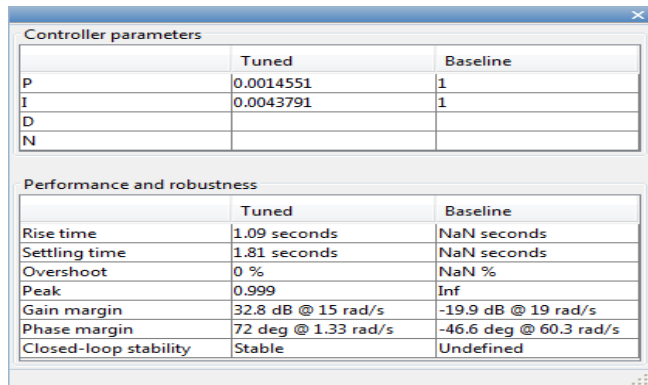 Controller parameters
Tuned Baseline
P 0.0014551 1
I 0.0043791 1
D
N
Performance and robustness
Tuned Baseline
Rise time 1.09 seconds NaN seconds
Settling time 1.81 seconds NaN seconds
Overshoot 0 % NaN %
Peak 0.999 Inf
Gain margin 32.8 dB @ 15 rad/s -19.9 dB @ 19 rad/s
Phase margin 72 deg @ 1.33 rad/s -46.6 deg @ 60.3 rad/s
Closed-loop stability Stable Undefined